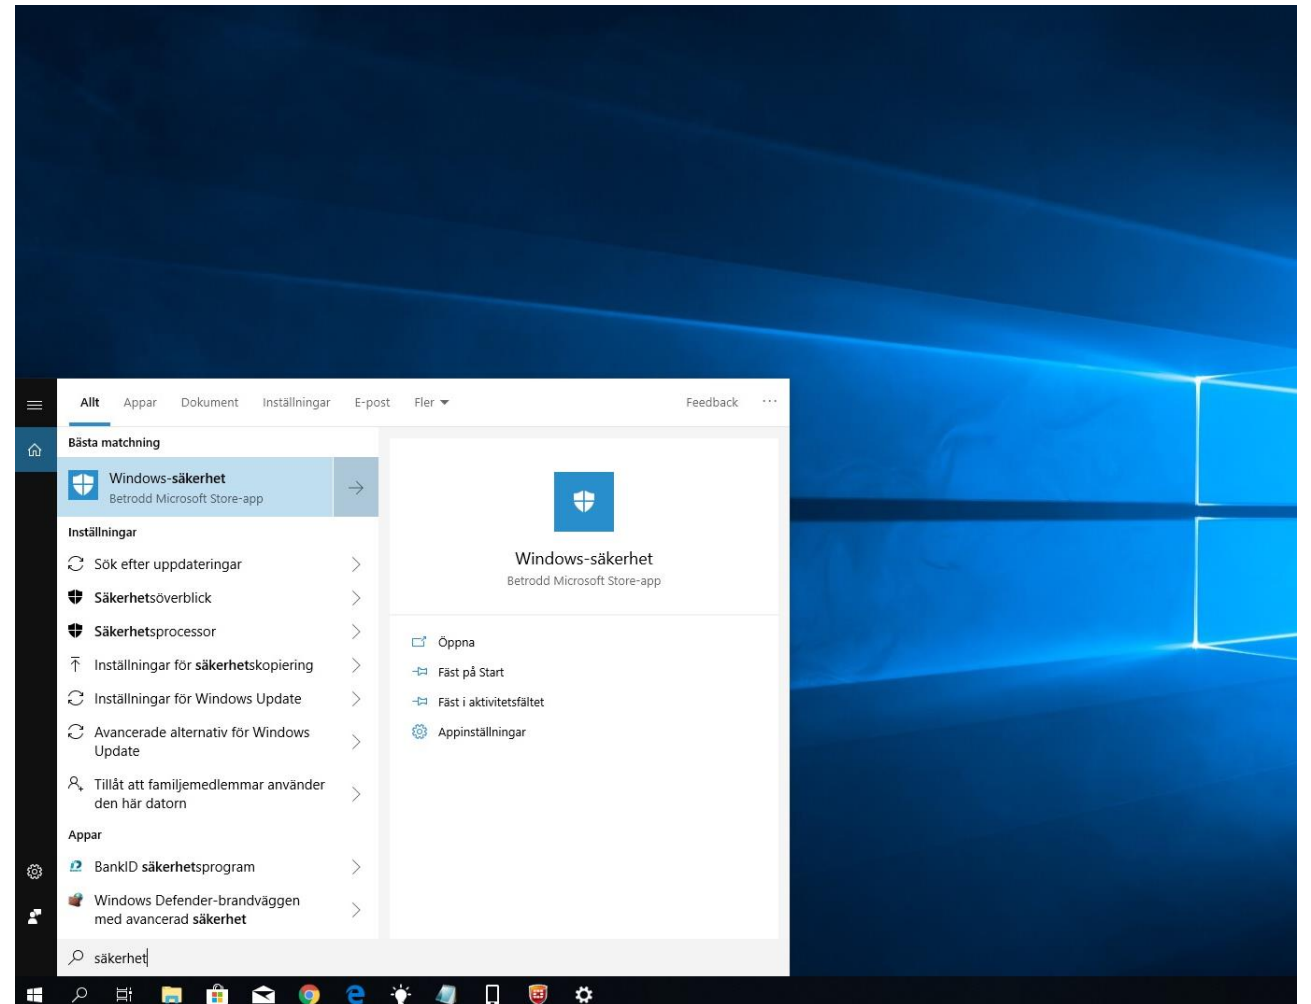 Allt Appar Dokument Inställningar E-post Fler Feedback ···
Bästa matchning
Windows-säkerhet
Betrodd Microsoft Store-app
Inställningar
Sök efter uppdateringar
Säkerhetsöverblick
Säkerhetsprocessor
Inställningar för säkerhetskopiering
Inställningar för Windows Update
Avancerade alternativ för Windows
Update
Tillåt att familjemedlemmar använder
den här datorn
Appar
BankID säkerhetsprogram
Windows Defender-brandväggen
med avancerad säkerhet
säkerhet
Windows-säkerhet
Betrodd Microsoft Store-app
Öppna
Fäst på Start
Fäst i aktivitetsfältet
Appinställningar